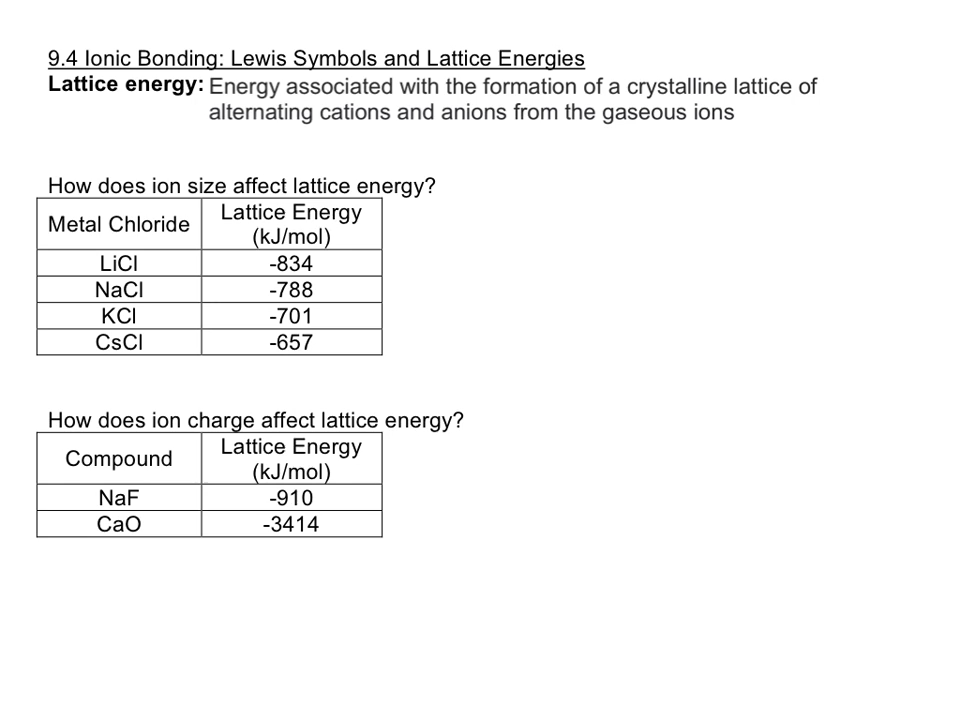 9.4 Ionic Bonding: Lewis Symbols and Lattice Energies
Lattice energy: Energy associated with the formation of a crystalline lattice of
alternating cations and anions from the gaseous ions
How does ion size affect lattice energy?
Metal Chloride Lattice Energy (kJ/mol)
LiCl -834
NaCl -788
KCl -701
CsCl -657
How does ion charge affect lattice energy?
Compound Lattice Energy (kJ/mol)
NaF -910
CaO -3414